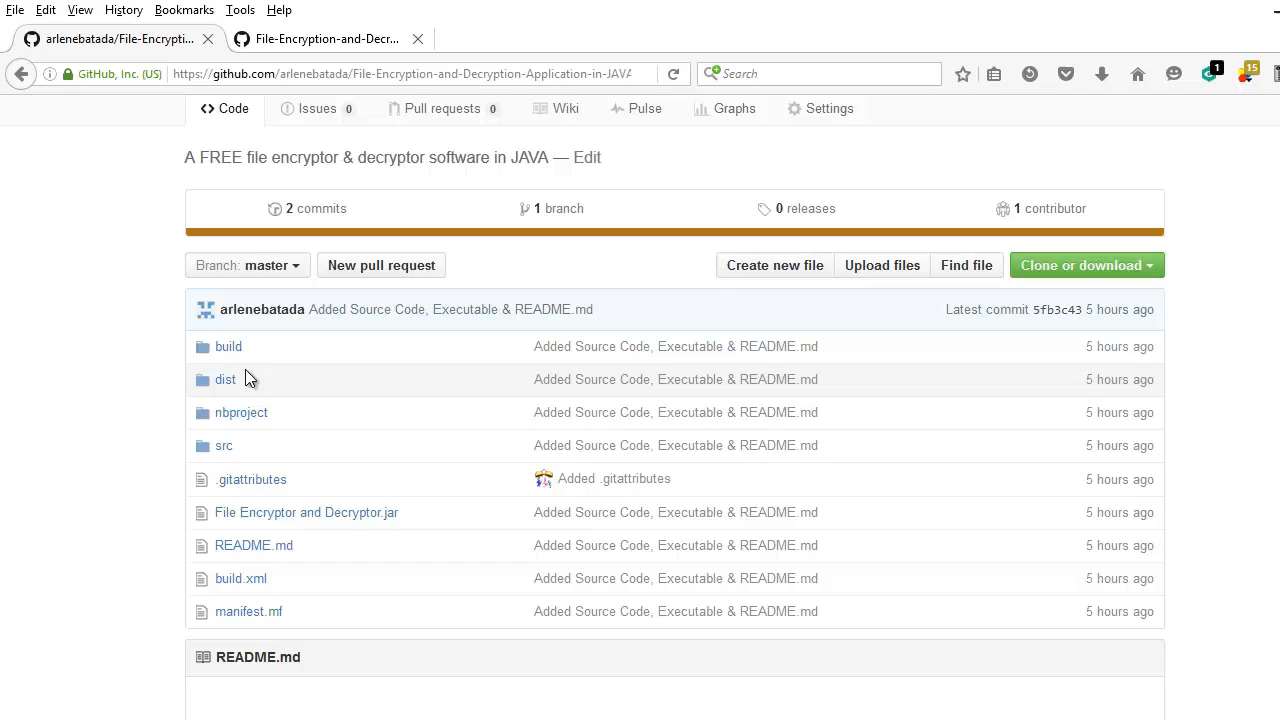 File Edit View History Bookmarks Tools Help
arlenebatada/File-Encrypti... File-Encryption-and-Decr...
GitHub, Inc. (US) https://github.com/arlenebatada/File-Encryption-and-Decryption-Application-in-JAVA Search 1 15
Code Issues 0 Pull requests 0 Wiki Pulse Graphs Settings
A FREE file encryptor & decryptor software in JAVA — Edit
2 commits 1 branch 0 releases 1 contributor
Branch: master New pull request Create new file Upload files Find file Clone or download
arlenebatada Added Source Code, Executable & README.md Latest commit 5fb3c43 5 hours ago
build Added Source Code, Executable & README.md 5 hours ago
dist Added Source Code, Executable & README.md 5 hours ago
nbproject Added Source Code, Executable & README.md 5 hours ago
src Added Source Code, Executable & README.md 5 hours ago
.gitattributes Added .gitattributes 5 hours ago
File Encryptor and Decryptor.jar Added Source Code, Executable & README.md 5 hours ago
README.md Added Source Code, Executable & README.md 5 hours ago
build.xml Added Source Code, Executable & README.md 5 hours ago
manifest.mf Added Source Code, Executable & README.md 5 hours ago
README.md